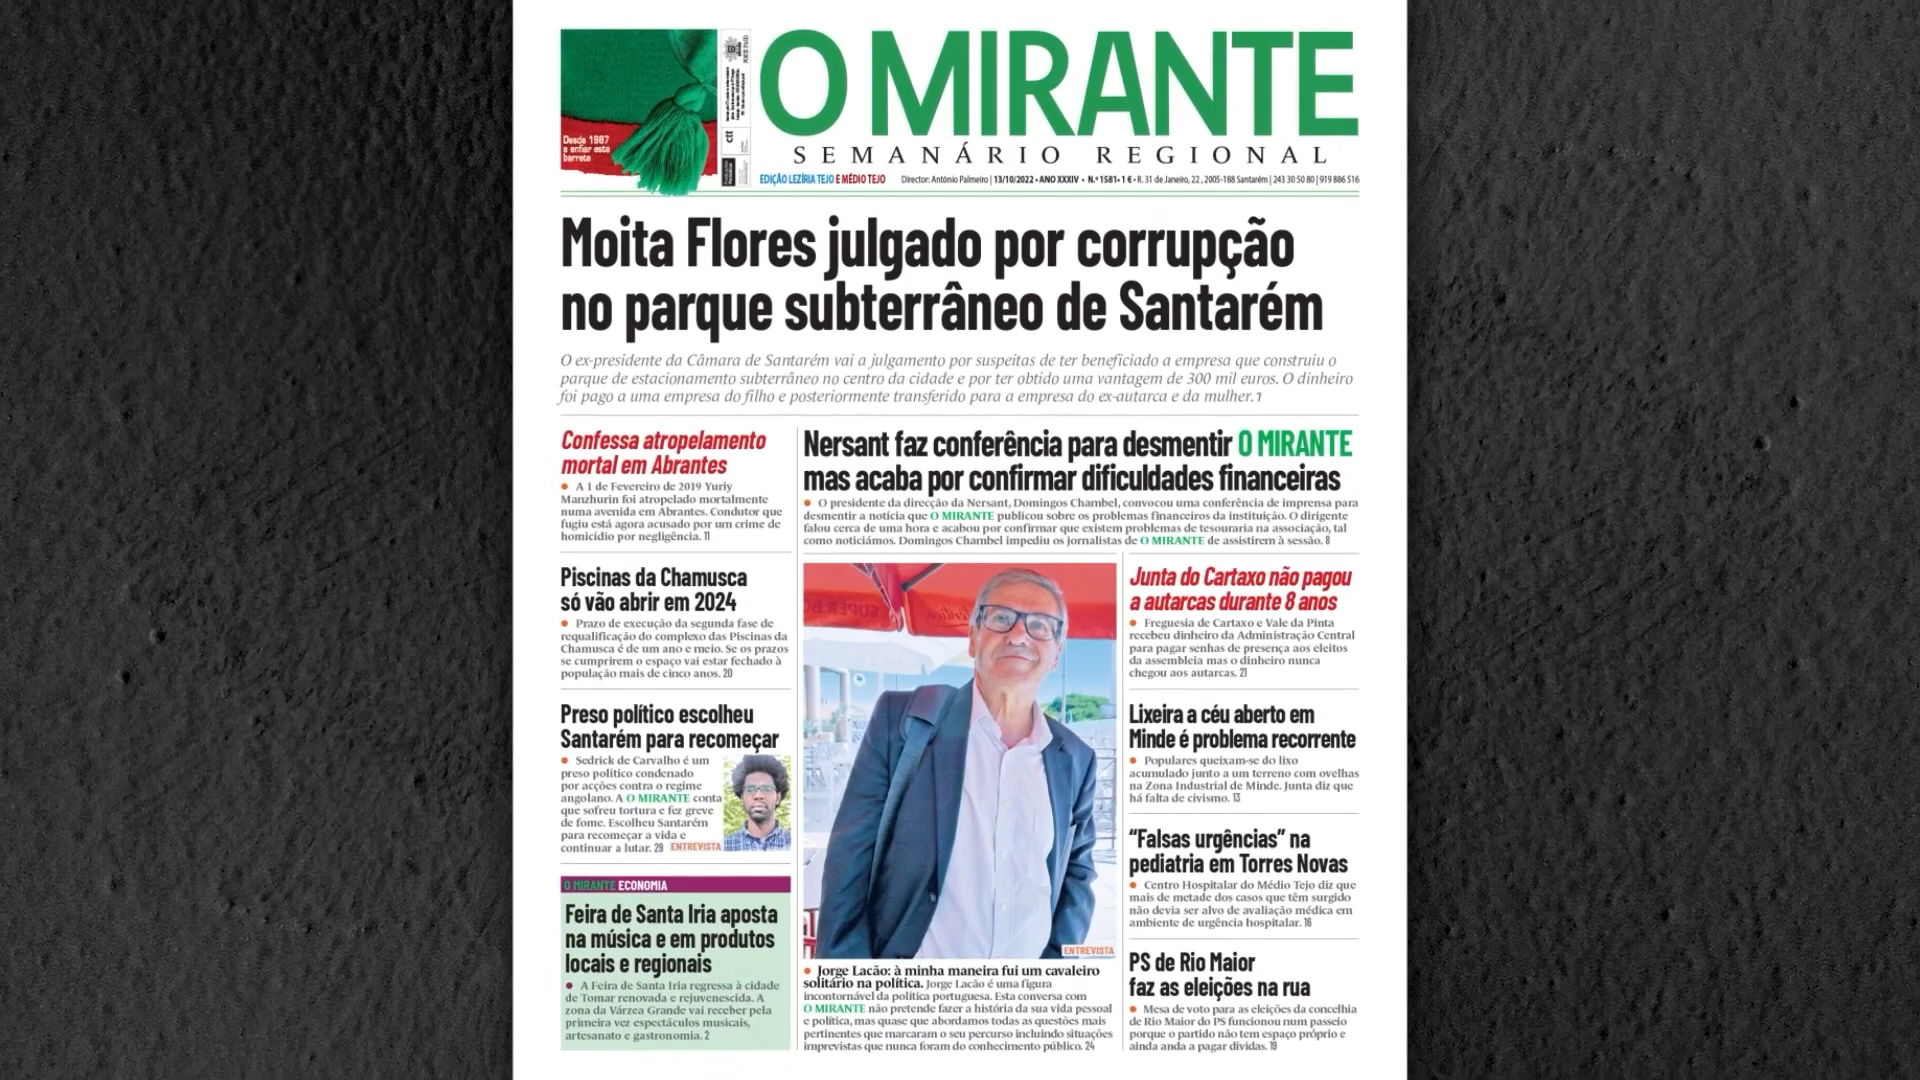 Desde 1987
a enfiar este
barrete
ctt
O MIRANTE
SEMANÁRIO REGIONAL
EDIÇÃO LEZÍRIA TEJO E MÉDIO TEJO Director: António Palmeiro | 13/10/2022 • ANO XXXIV • N.º 1581 • 1 € • R. 31 de Janeiro, 22, 2005-188 Santarém | 243 30 50 80 | 919 886 516
Moita Flores julgado por corrupção
no parque subterrâneo de Santarém
O ex-presidente da Câmara de Santarém vai a julgamento por suspeitas de ter beneficiado a empresa que construiu o
parque de estacionamento subterrâneo no centro da cidade e por ter obtido uma vantagem de 300 mil euros. O dinheiro
foi pago a uma empresa do filho e posteriormente transferido para a empresa do ex-autarca e da mulher. 7
Confessa atropelamento
mortal em Abrantes
• A 1 de Fevereiro de 2019 Yuriy
Manzhurin foi atropelado mortalmente
numa avenida em Abrantes. Condutor que
fugiu está agora acusado por um crime de
homicídio por negligência. 11
Piscinas da Chamusca
só vão abrir em 2024
• Prazo de execução da segunda fase de
requalificação do complexo das Piscinas da
Chamusca é de um ano e meio. Se os prazos
se cumprirem o espaço vai estar fechado à
população mais de cinco anos. 20
Preso político escolheu
Santarém para recomeçar
• Sedrick de Carvalho é um
preso político condenado
por acções contra o regime
angolano. A O MIRANTE conta
que sofreu tortura e fez greve
de fome. Escolheu Santarém
para recomeçar a vida e
continuar a lutar. 29 ENTREVISTA
O MIRANTE ECONOMIA
Feira de Santa Iria aposta
na música e em produtos
locais e regionais
• A Feira de Santa Iria regressa à cidade
de Tomar renovada e rejuvenescida. A
zona da Várzea Grande vai receber pela
primeira vez espectáculos musicais,
artesanato e gastronomia. 2
Nersant faz conferência para desmentir O MIRANTE
mas acaba por confirmar dificuldades financeiras
• O presidente da direcção da Nersant, Domingos Chambel, convocou uma conferência de imprensa para
desmentir a notícia que O MIRANTE publicou sobre os problemas financeiros da instituição. O dirigente
falou cerca de uma hora e acabou por confirmar que existem problemas de tesouraria na associação, tal
como noticiámos. Domingos Chambel impediu os jornalistas de O MIRANTE de assistirem à sessão. 8
ENTREVISTA
• Jorge Lacão: à minha maneira fui um cavaleiro
solitário na política. Jorge Lacão é uma figura
incontornável da política portuguesa. Esta conversa com
O MIRANTE não pretende fazer a história da sua vida pessoal
e política, mas quase que abordamos todas as questões mais
pertinentes que marcaram o seu percurso incluindo situações
imprevistas que nunca foram do conhecimento público. 24
Junta do Cartaxo não pagou
a autarcas durante 8 anos
• Freguesia de Cartaxo e Vale da Pinta
recebeu dinheiro da Administração Central
para pagar senhas de presença aos eleitos
da assembleia mas o dinheiro nunca
chegou aos autarcas. 21
Lixeira a céu aberto em
Minde é problema recorrente
• Populares queixam-se do lixo
acumulado junto a um terreno com ovelhas
na Zona Industrial de Minde. Junta diz que
há falta de civismo. 13
“Falsas urgências” na
pediatria em Torres Novas
• Centro Hospitalar do Médio Tejo diz que
mais de metade dos casos que têm surgido
não devia ser alvo de avaliação médica em
ambiente de urgência hospitalar. 16
PS de Rio Maior
faz as eleições na rua
• Mesa de voto para as eleições da concelhia
de Rio Maior do PS funcionou num passeio
porque o partido não tem espaço próprio e
ainda anda a pagar dívidas. 19